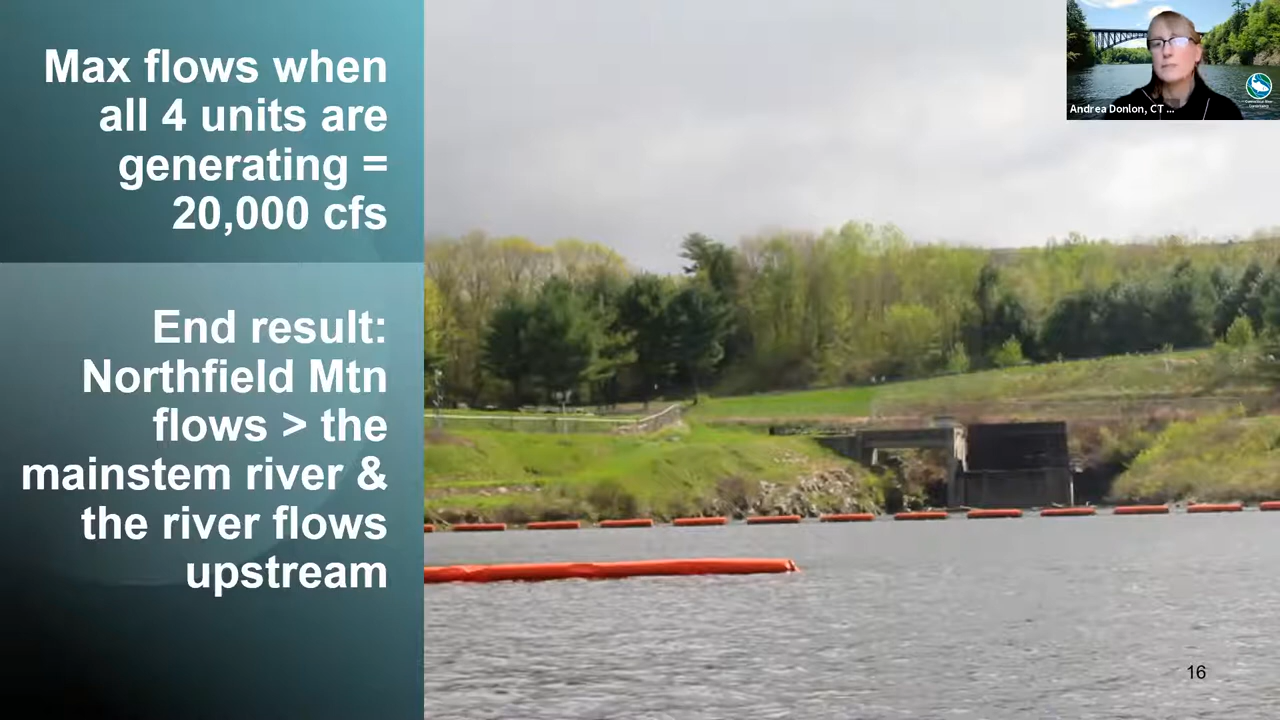 Max flows when
all 4 units are
generating =
20,000 cfs
End result:
Northfield Mtn
flows > the
mainstem river &
the river flows
upstream
Andrea Donlon, CT ...
16